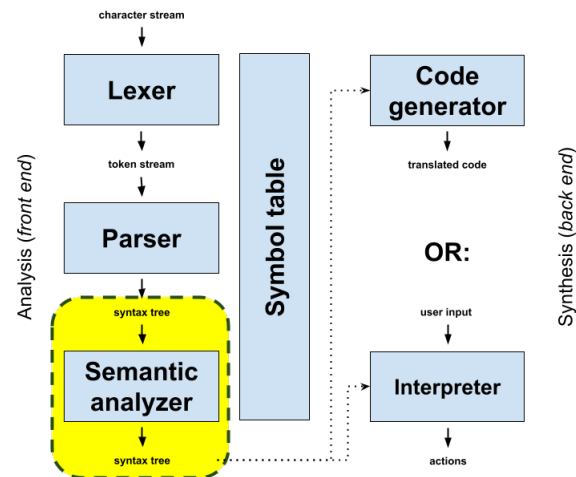 character stream
Lexer
token stream
Parser
syntax tree
Semantic
analyzer
syntax tree
Analysis (front end)
Symbol table
Code
generator
translated code
OR:
user input
Interpreter
actions
Synthesis (back end)